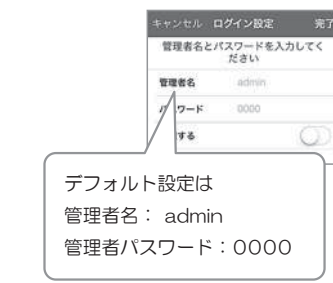 キャンセル ログイン設定 完了
管理者名とパスワードを入力してく
ださい
管理者名 admin
パスワード 0000
する
デフォルト設定は
管理者名： admin
管理者パスワード：0000